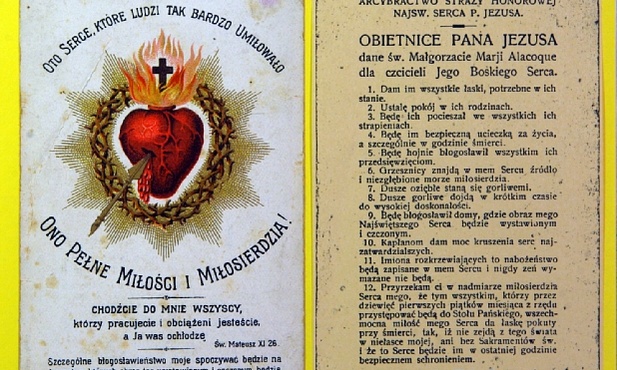 OTO SERCE, KTÓRE LUDZI TAK BARDZO UMIŁOWAŁO
ONO PEŁNE MIŁOŚCI I MIŁOSIERDZIA!
CHODŹCIE DO MNIE WSZYSCY,
którzy pracujecie i obciążeni jesteście,
a Ja was ochłodzę
Św. Mateusz XI 26.
Szczególne błogosławieństwo moje spoczywać będzie na
ARCYBRACTWO STRAŻY HONOROWEJ
NAJSW. SERCA P. JEZUSA.
OBIETNICE PANA JEZUSA
dane św. Małgorzacie Marji Alacoque
dla czcicieli Jego Boskiego Serca.
1. Dam im wszystkie łaski, potrzebne w ich
stanie.
2. Ustalę pokój w ich rodzinach.
3. Będę ich pocieszał we wszystkich ich
strapieniach.
4. Będę im bezpieczną ucieczką za życia,
a szczególnie w godzinie śmierci.
5. Będę hojnie błogosławił wszystkim ich
przedsięwzięciom.
6. Grzesznicy znajdą w mem Sercu źródło
i niezgłębione morze miłosierdzia.
7. Dusze oziębłe staną się gorliwemi.
8. Dusze gorliwe dojdą w krótkim czasie
do wysokiej doskonałości.
9. Będę błogosławił domy, gdzie obraz mego
Najświętszego Serca będzie wystawionym
i czczonym.
10. Kapłanom dam moc kruszenia serc naj-
zatwardzialszych.
11. Imiona rozkrzewiających to nabożeństwo
będą zapisane w mem Sercu i nigdy zeń wy-
mazane nie będą.
12. Przyrzekam ci w nadmiarze miłosierdzia
Serca mego, że tym wszystkim, którzy przez
dziewięć pierwszych piątków miesiąca z rzędu
przystępować będą do Stołu Pańskiego, wszech-
mocna miłość mego Serca da łaskę pokuty
przy śmierci, tak, iż nie zejdą z tego świata
w niełasce mojej, ani bez Sakramentów św.
i że to Serce będzie im w ostatniej godzinie
bezpiecznem schronieniem.